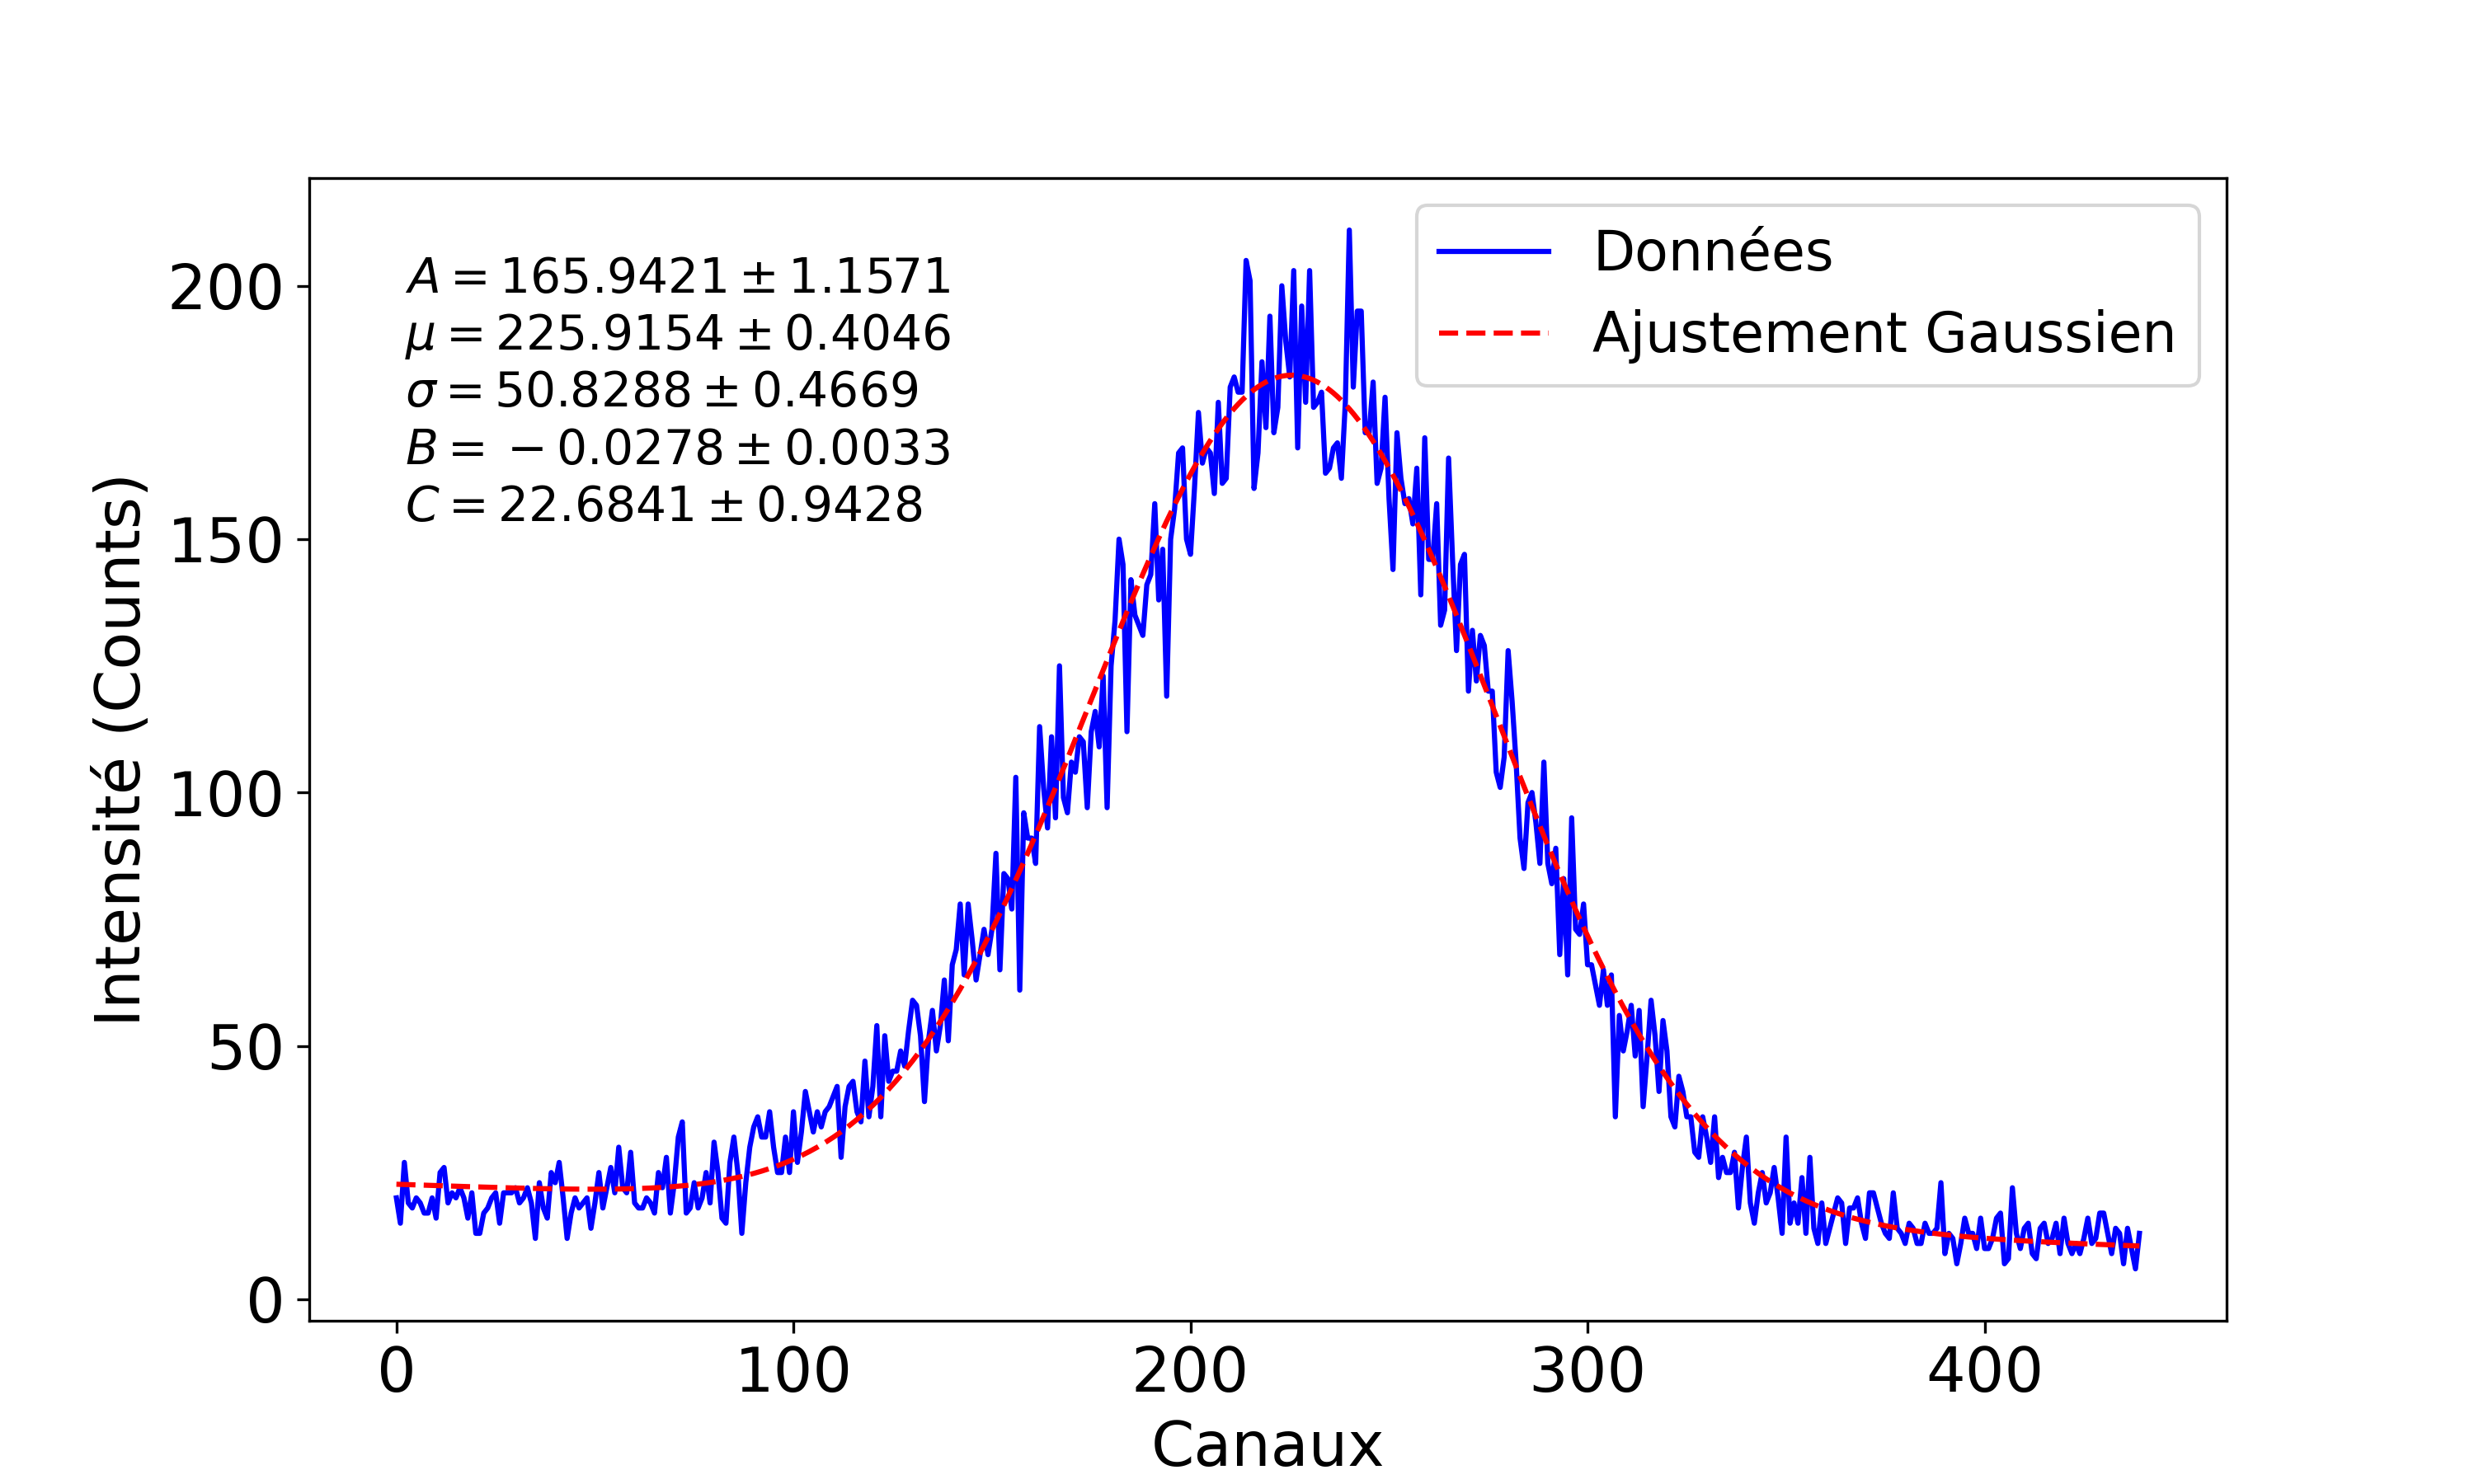 A = 165.9421 ± 1.1571
μ = 225.9154 ± 0.4046
σ = 50.8288 ± 0.4669
B = −0.0278 ± 0.0033
C = 22.6841 ± 0.9428
Données
Ajustement Gaussien
Intensité (Counts)
200
150
100
50
0
0 100 200 300 400
Canaux